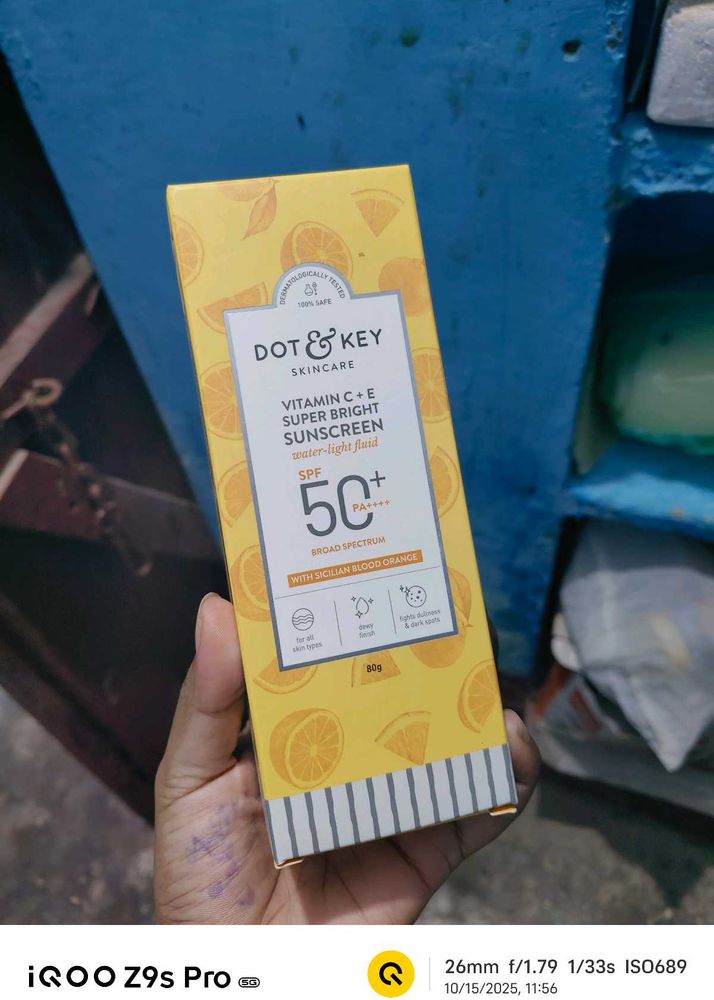 DERMATOLOGICALLY TESTED
100% SAFE
DOT & KEY
SKINCARE
VITAMIN C + E
SUPER BRIGHT
SUNSCREEN
water-light fluid
SPF
50+
PA++++
BROAD SPECTRUM
WITH SICILIAN BLOOD ORANGE
for all
skin types
dewy
finish
fights dullness
& dark spots
80g
iQOO Z9s Pro 5G
26mm f/1.79 1/33s ISO689
10/15/2025, 11:56